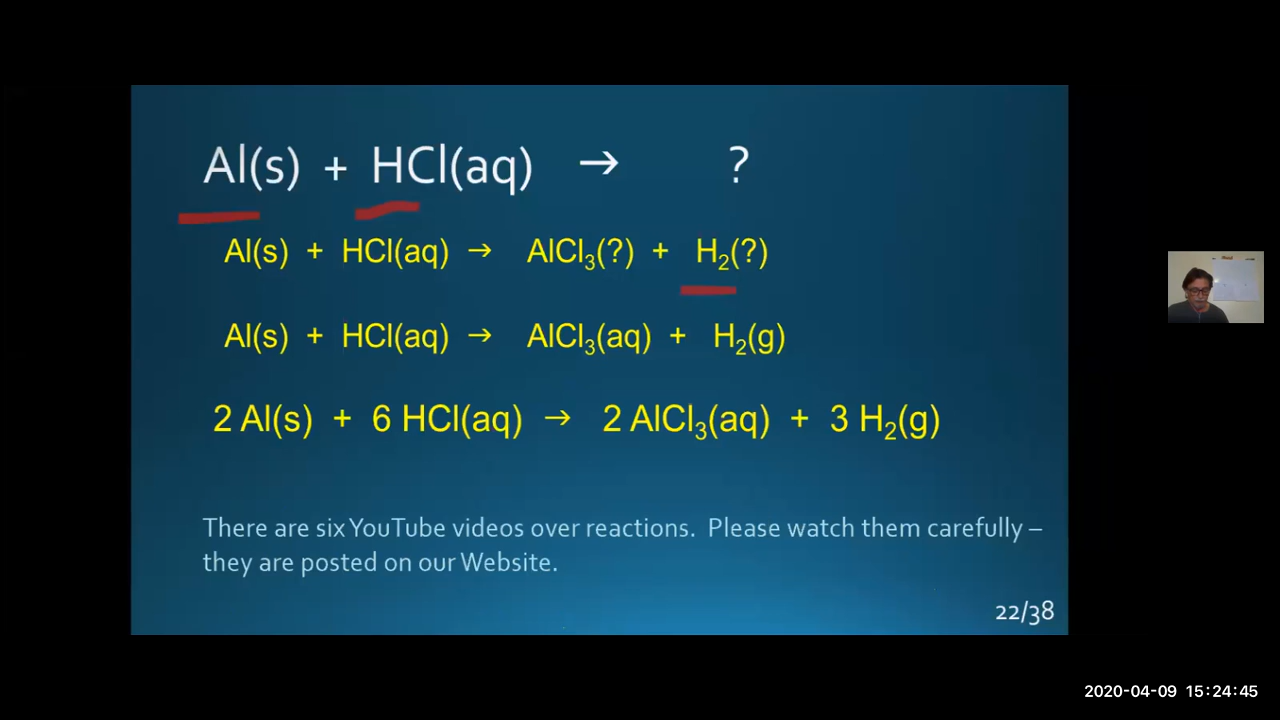 Al(s) + HCl(aq) → ?
Al(s) + HCl(aq) → AlCl₃(?) + H₂(?)
Al(s) + HCl(aq) → AlCl₃(aq) + H₂(g)
2 Al(s) + 6 HCl(aq) → 2 AlCl₃(aq) + 3 H₂(g)
There are six YouTube videos over reactions. Please watch them carefully –
they are posted on our Website.
22/38
2020-04-09 15:24:45